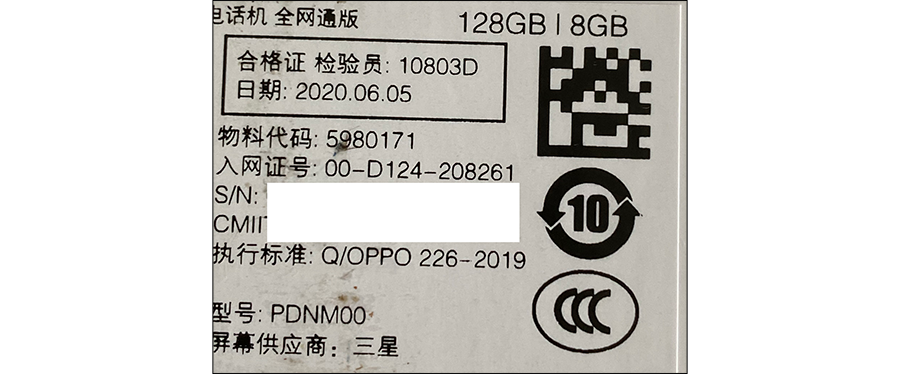 电话机 全网通版
128GB | 8GB
合格证 检验员: 10803D
日期: 2020.06.05
物料代码: 5980171
入网证号: 00-D124-208261
S/N:
CMIIT
执行标准: Q/OPPO 226-2019
10
CCC
型号: PDNM00
屏幕供应商: 三星